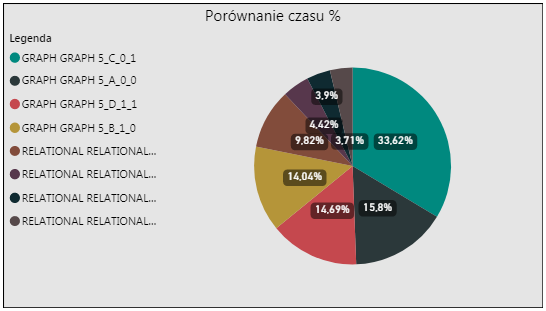 Porównanie czasu %
Legenda
GRAPH GRAPH 5_C_0_1
GRAPH GRAPH 5_A_0_0
GRAPH GRAPH 5_D_1_1
GRAPH GRAPH 5_B_1_0
RELATIONAL RELATIONAL...
RELATIONAL RELATIONAL...
RELATIONAL RELATIONAL...
RELATIONAL RELATIONAL...
3,9%
4,42%
9,82%
3,71%
33,62%
14,04%
14,69%
15,8%